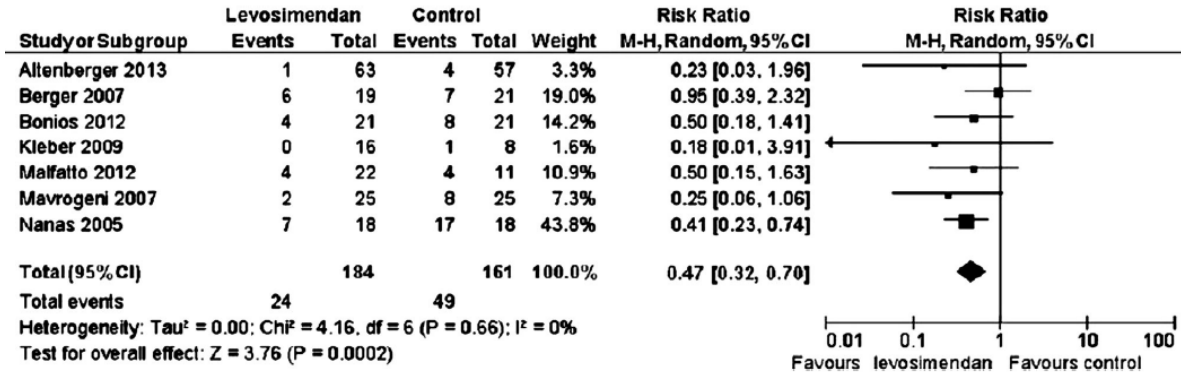 Levosimendan Control Risk Ratio Risk Ratio
Study or Subgroup Events Total Events Total Weight M-H, Random, 95% CI M-H, Random, 95% CI
Altenberger 2013 1 63 4 57 3.3% 0.23 [0.03, 1.96]
Berger 2007 6 19 7 21 19.0% 0.95 [0.39, 2.32]
Bonios 2012 4 21 8 21 14.2% 0.50 [0.18, 1.41]
Kleber 2009 0 16 1 8 1.6% 0.18 [0.01, 3.91]
Malfatto 2012 4 22 4 11 10.9% 0.50 [0.15, 1.63]
Mavrogeni 2007 2 25 8 25 7.3% 0.25 [0.06, 1.06]
Nanas 2005 7 18 17 18 43.8% 0.41 [0.23, 0.74]
Total (95% CI) 184 161 100.0% 0.47 [0.32, 0.70]
Total events 24 49
Heterogeneity: Tau² = 0.00; Chi² = 4.16, df = 6 (P = 0.66); I² = 0%
Test for overall effect: Z = 3.76 (P = 0.0002)
0.01 0.1 1 10 100
Favours levosimendan Favours control